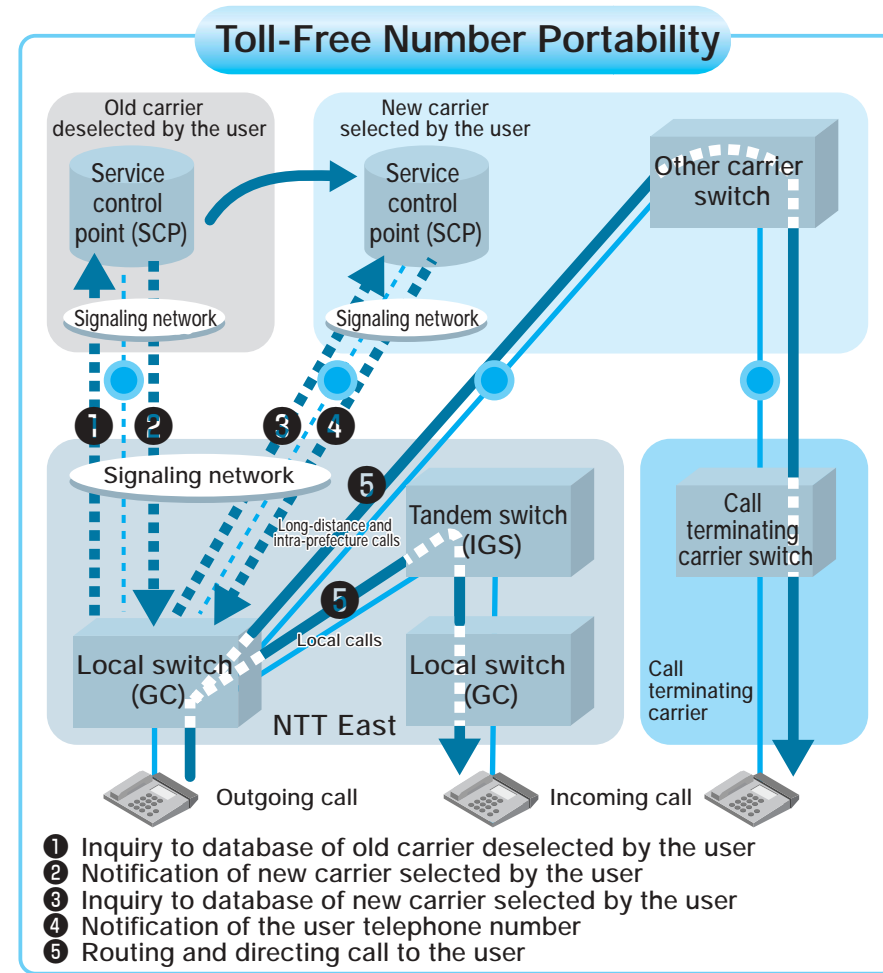 Toll-Free Number Portability
Old carrier
deselected by the user
New carrier
selected by the user
Service
control
point (SCP)
Service
control
point (SCP)
Other carrier
switch
Signaling network
Signaling network
1
2
3
4
Signaling network
5
Long-distance and
intra-prefecture calls
Tandem switch
(IGS)
Call
terminating
carrier switch
5
Local calls
Local switch
(GC)
Local switch
(GC)
Call
terminating
carrier
NTT East
Outgoing call
Incoming call
1 Inquiry to database of old carrier deselected by the user
2 Notification of new carrier selected by the user
3 Inquiry to database of new carrier selected by the user
4 Notification of the user telephone number
5 Routing and directing call to the user